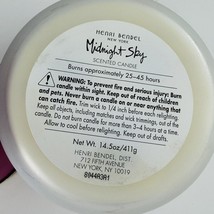 HENRI BENDEL
NEW YORK
Midnight Sky
SCENTED CANDLE
Burns approximately 25–45 hours
WARNING: To prevent fire and serious injury: Burn
candle within sight. Keep out of reach of children
and pets. Never burn a candle on or near anything that
can catch fire. Trim wick to 1/4 inch before each relighting.
Keep all objects, including matches and wick trimmings, out of
candle. Do not burn candle for more than 3–4 hours at a time.
Allow to cool before relighting. Keep out of drafts.
Net Wt. 14.5oz/411g
HENRI BENDEL, DIST.
712 FIFTH AVENUE
NEW YORK, NY 10019